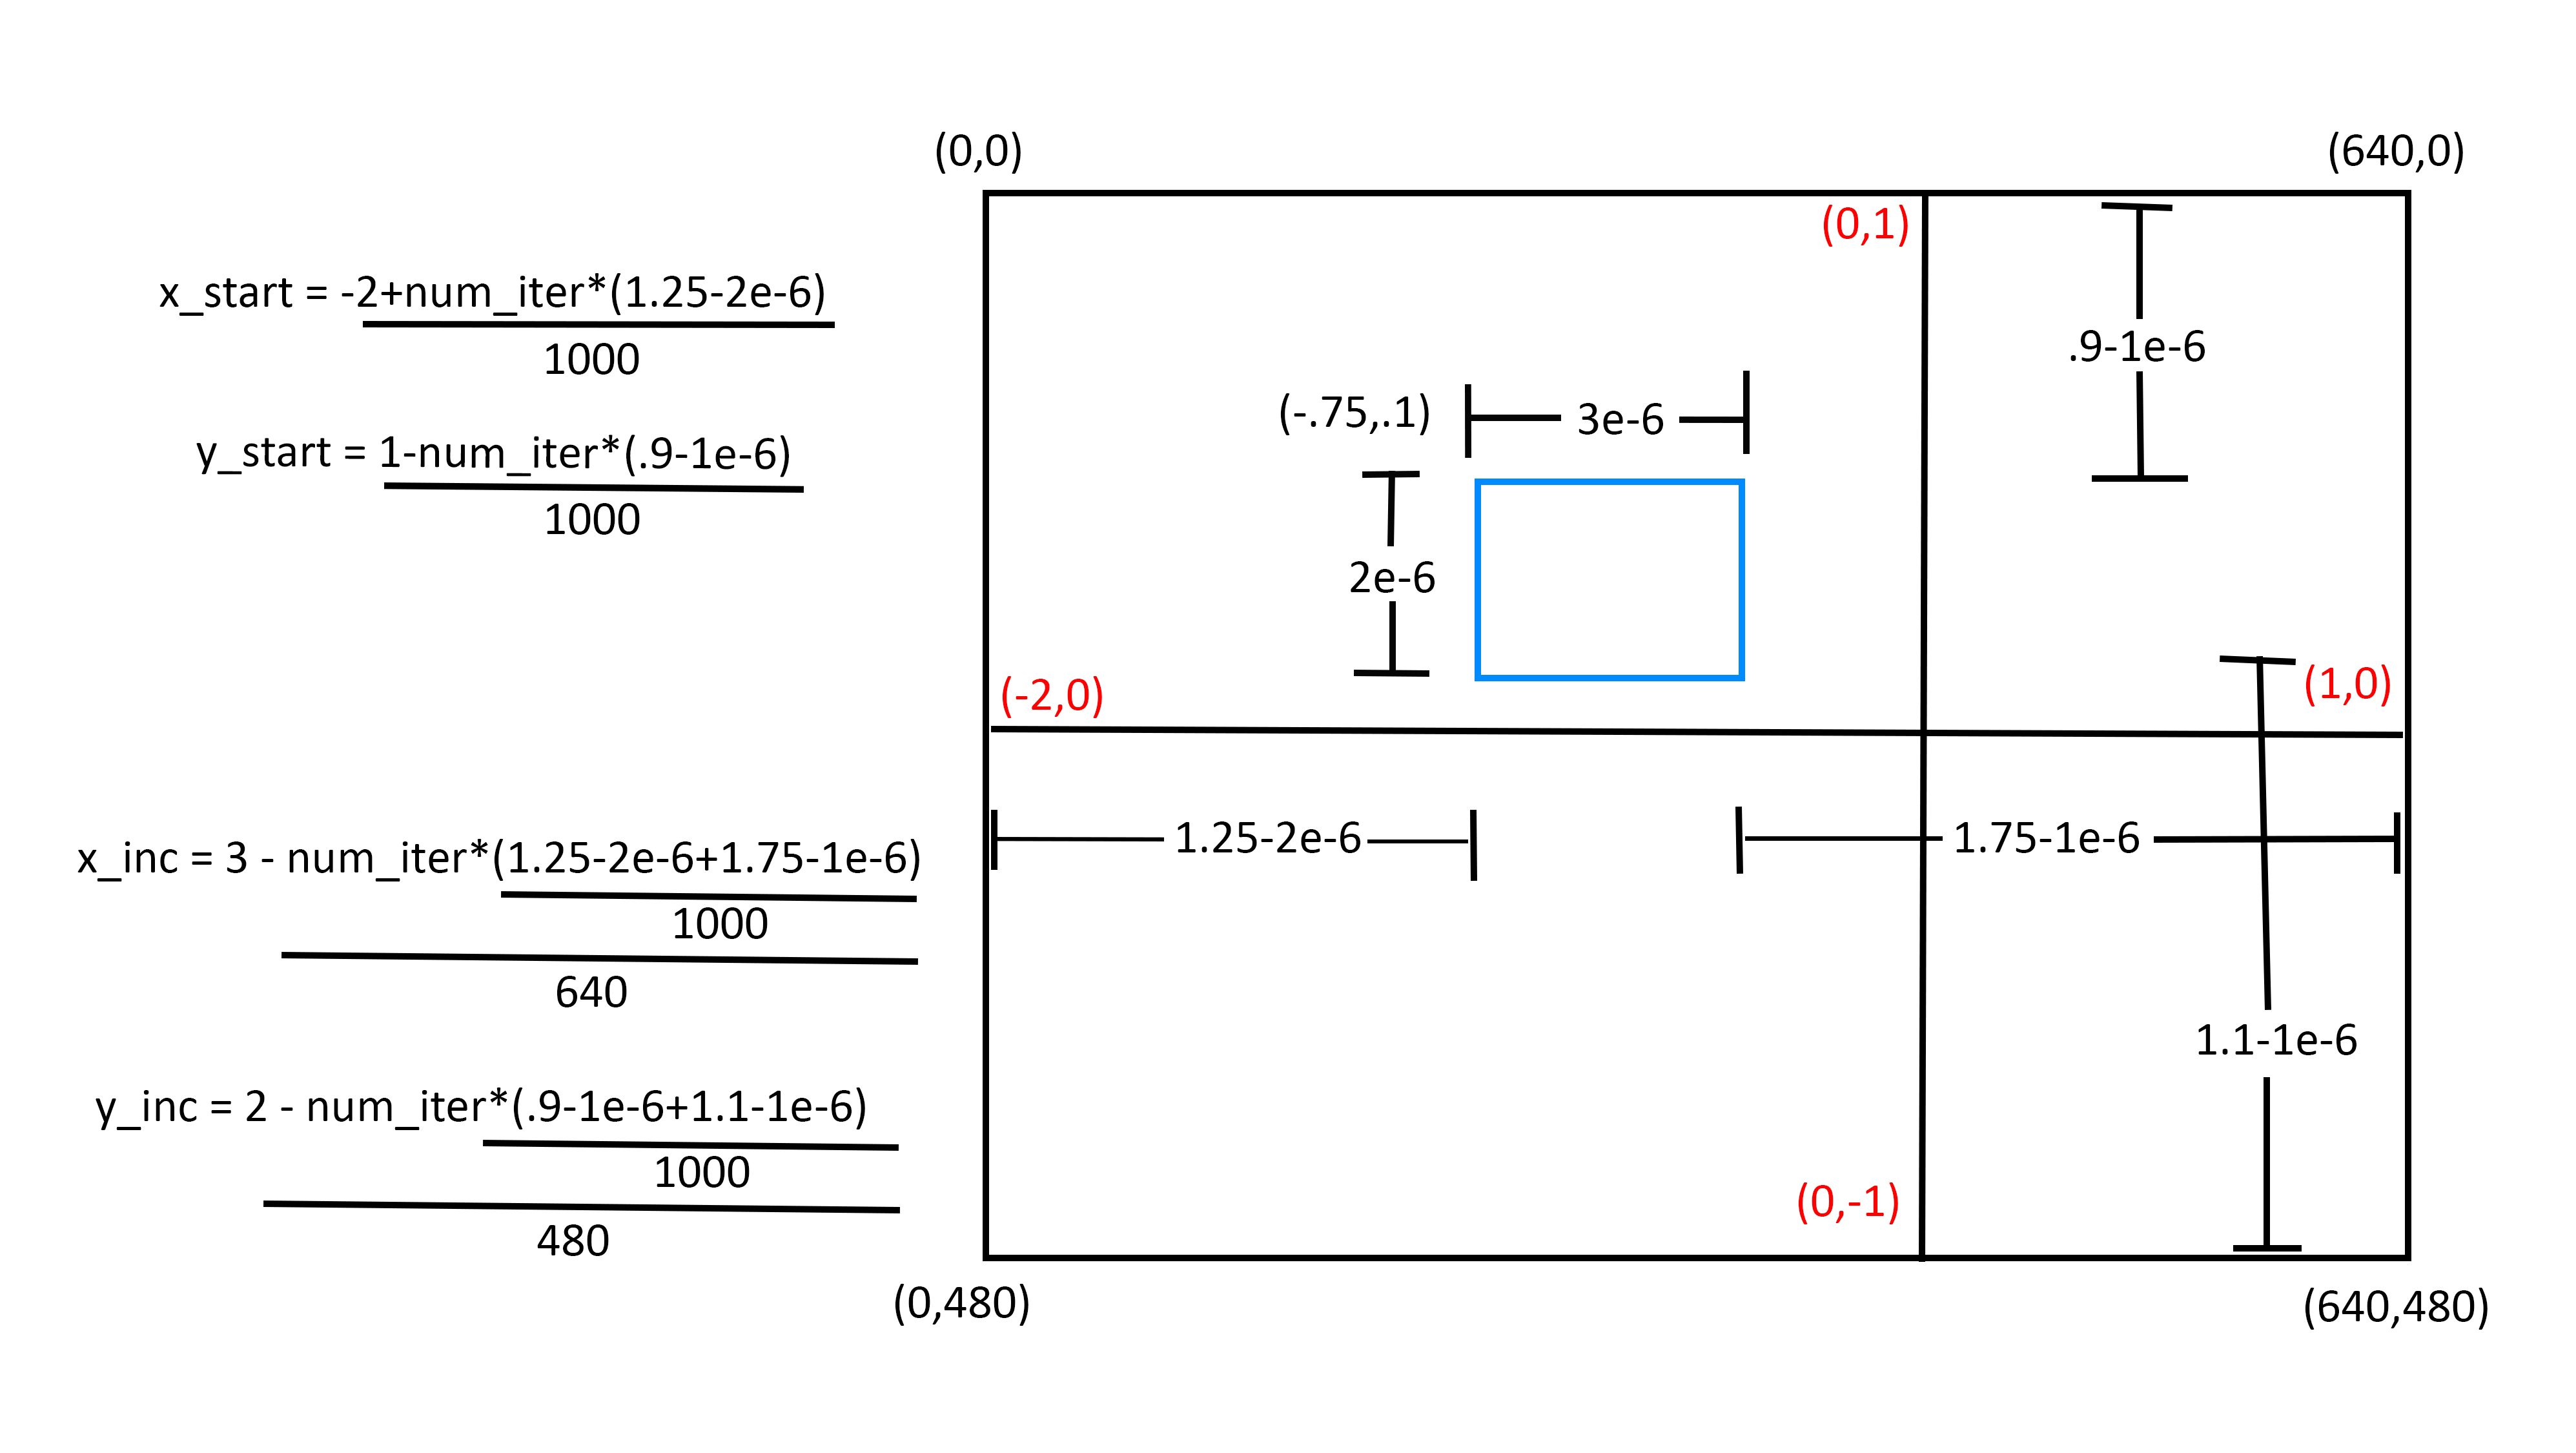 (0,0)
(640,0)
(0,1)
x_start = -2+num_iter*(1.25-2e-6)
1000
.9-1e-6
(-.75,.1)
3e-6
y_start = 1-num_iter*(.9-1e-6)
1000
2e-6
(-2,0)
(1,0)
x_inc = 3 - num_iter*(1.25-2e-6+1.75-1e-6)
1000
640
1.25-2e-6
1.75-1e-6
1.1-1e-6
y_inc = 2 - num_iter*(.9-1e-6+1.1-1e-6)
1000
480
(0,-1)
(0,480)
(640,480)